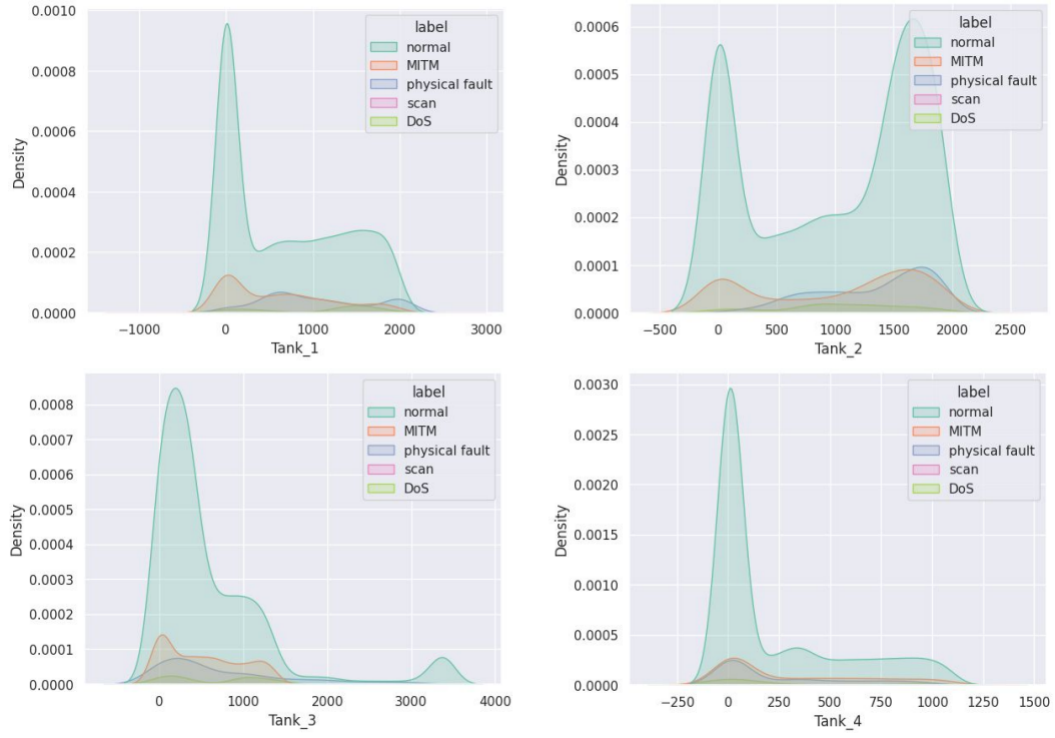 0.0010
0.0008
0.0006
0.0004
0.0002
0.0000
Density
−1000 0 1000 2000 3000
Tank_1
label
normal
MITM
physical fault
scan
DoS
0.0006
0.0005
0.0004
0.0003
0.0002
0.0001
0.0000
Density
−500 0 500 1000 1500 2000 2500
Tank_2
label
normal
MITM
physical fault
scan
DoS
0.0008
0.0007
0.0006
0.0005
0.0004
0.0003
0.0002
0.0001
0.0000
Density
0 1000 2000 3000 4000
Tank_3
label
normal
MITM
physical fault
scan
DoS
0.0030
0.0025
0.0020
0.0015
0.0010
0.0005
0.0000
Density
−250 0 250 500 750 1000 1250 1500
Tank_4
label
normal
MITM
physical fault
scan
DoS